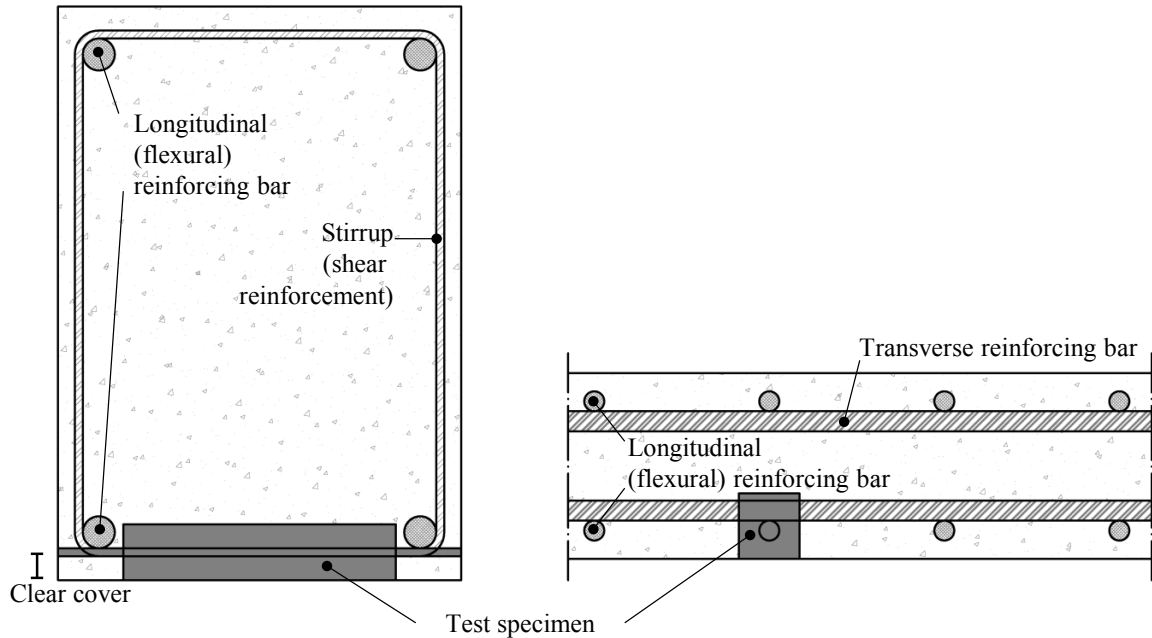 Longitudinal
(flexural)
reinforcing bar
Stirrup
(shear
reinforcement)
Clear cover
Transverse reinforcing bar
Longitudinal
(flexural) reinforcing bar
Test specimen